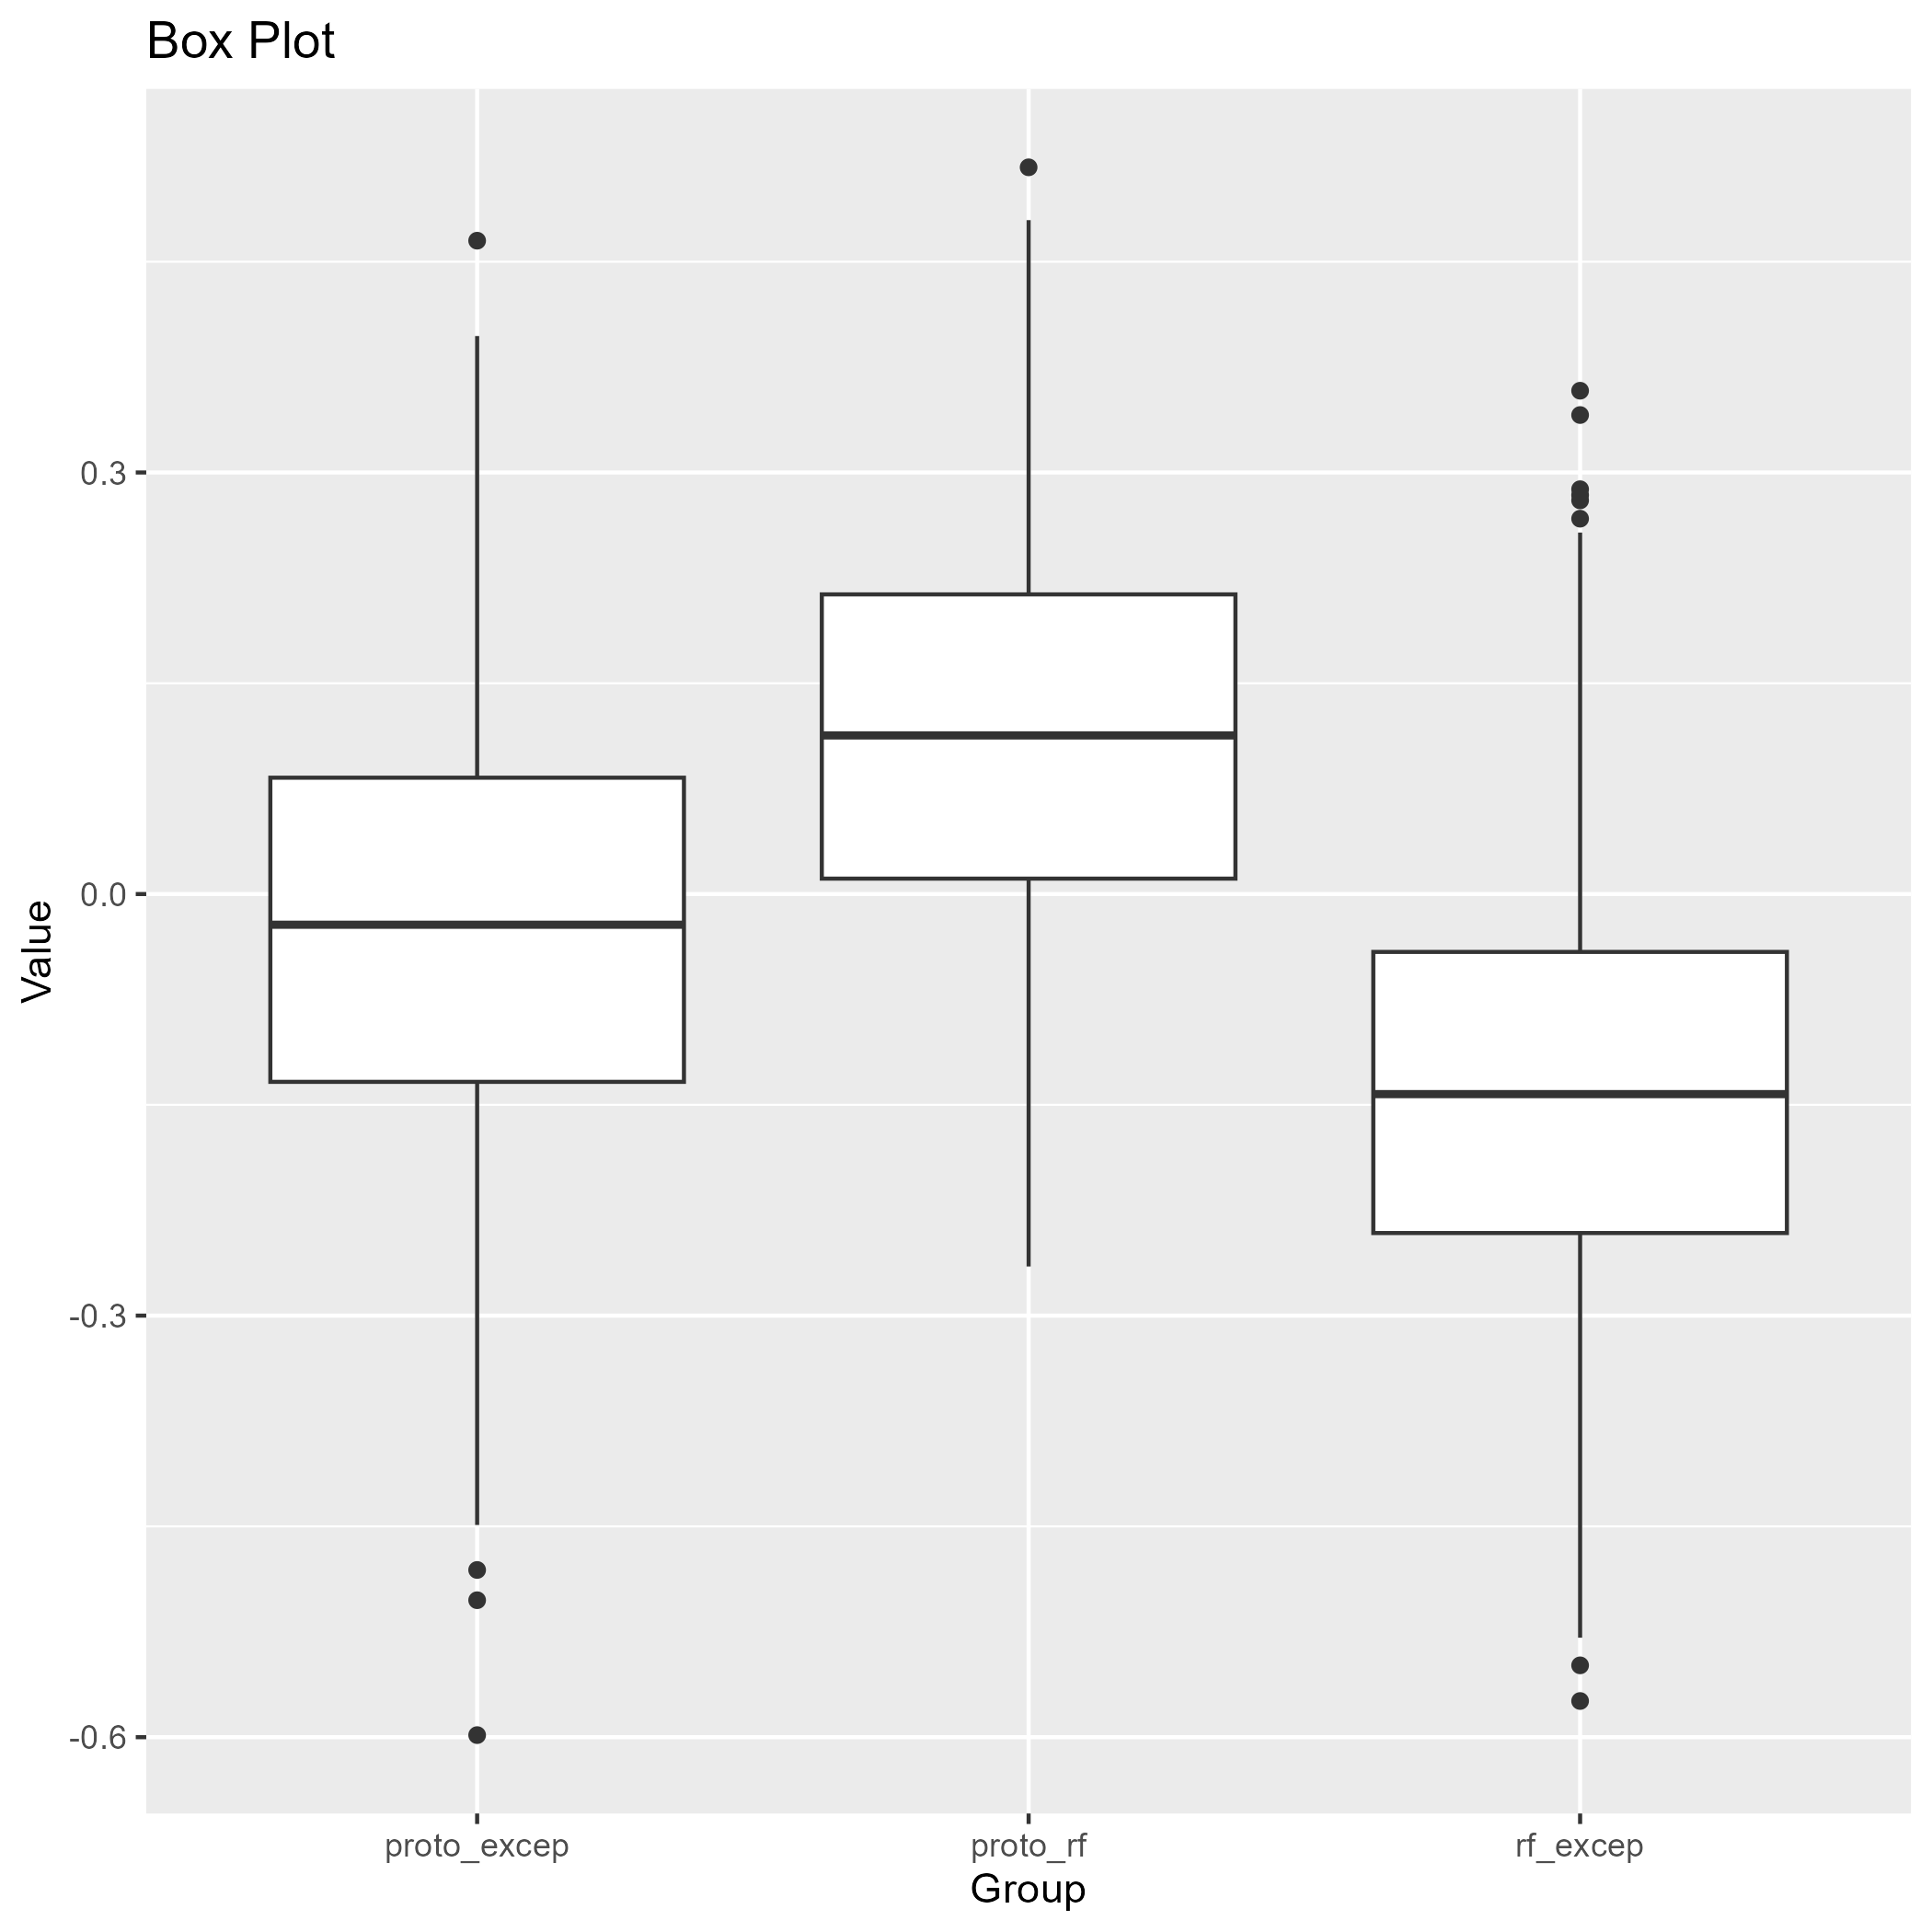 Box Plot
Value
0.3
0.0
-0.3
-0.6
proto_excep
proto_rf
rf_excep
Group